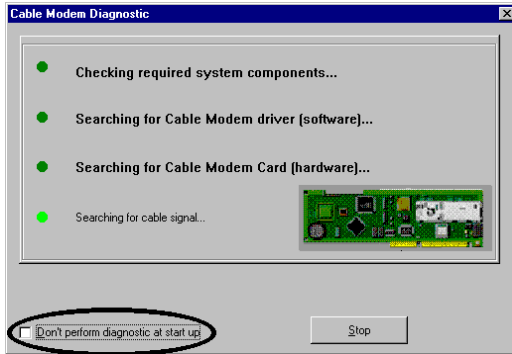 Cable Modem Diagnostic
Checking required system components...
Searching for Cable Modem driver (software)...
Searching for Cable Modem Card (hardware)...
Searching for cable signal...
Don't perform diagnostic at start up
Stop